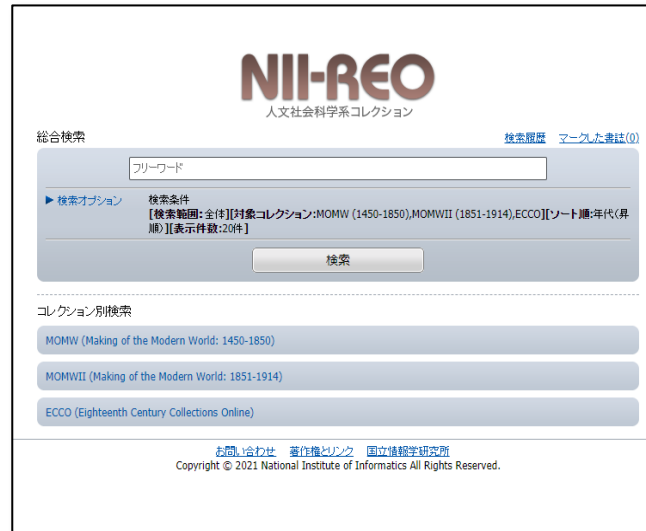 NII-REO
人文社会科学系コレクション
総合検索
検索履歴 マークした書誌(0)
フリーワード
▶ 検索オプション 検索条件
[検索範囲:全体][対象コレクション:MOMW (1450-1850),MOMWII (1851-1914),ECCO][ソート順:年代(昇
順)][表示件数:20件]
検索
コレクション別検索
MOMW (Making of the Modern World: 1450-1850)
MOMWII (Making of the Modern World: 1851-1914)
ECCO (Eighteenth Century Collections Online)
お問い合わせ 著作権とリンク 国立情報学研究所
Copyright © 2021 National Institute of Informatics All Rights Reserved.